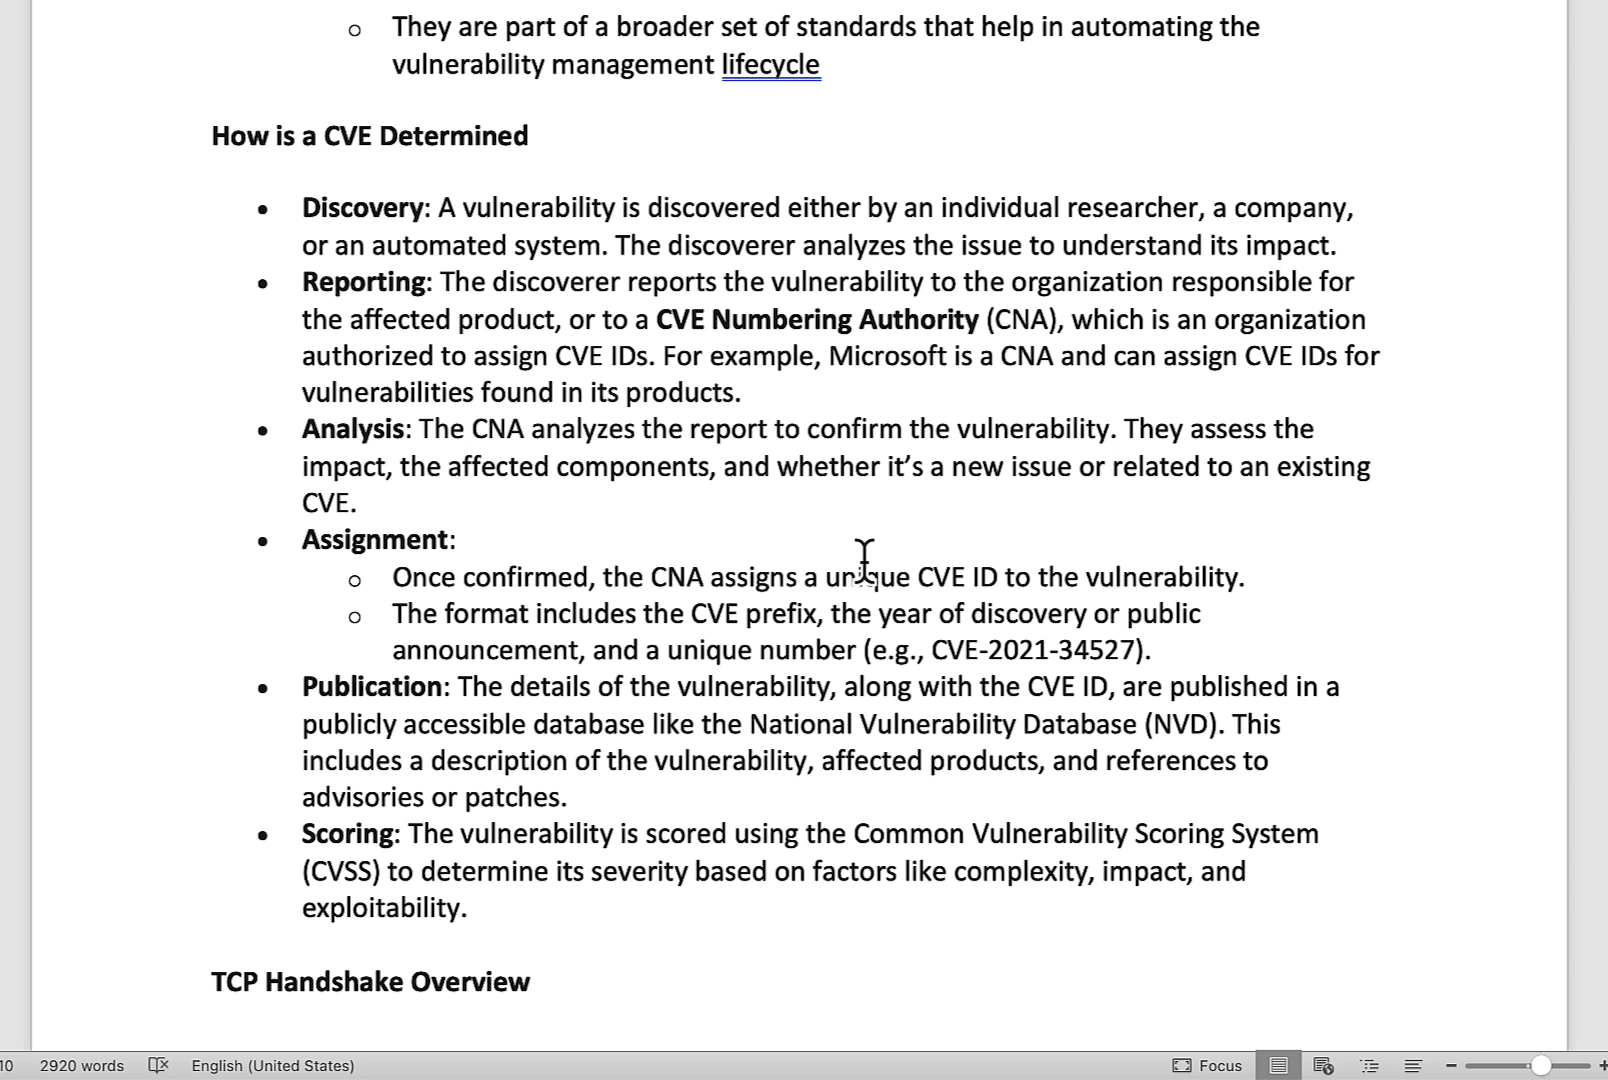 o They are part of a broader set of standards that help in automating the
vulnerability management lifecycle
How is a CVE Determined
• Discovery: A vulnerability is discovered either by an individual researcher, a company,
or an automated system. The discoverer analyzes the issue to understand its impact.
• Reporting: The discoverer reports the vulnerability to the organization responsible for
the affected product, or to a CVE Numbering Authority (CNA), which is an organization
authorized to assign CVE IDs. For example, Microsoft is a CNA and can assign CVE IDs for
vulnerabilities found in its products.
• Analysis: The CNA analyzes the report to confirm the vulnerability. They assess the
impact, the affected components, and whether it’s a new issue or related to an existing
CVE.
• Assignment:
o Once confirmed, the CNA assigns a unique CVE ID to the vulnerability.
o The format includes the CVE prefix, the year of discovery or public
announcement, and a unique number (e.g., CVE-2021-34527).
• Publication: The details of the vulnerability, along with the CVE ID, are published in a
publicly accessible database like the National Vulnerability Database (NVD). This
includes a description of the vulnerability, affected products, and references to
advisories or patches.
• Scoring: The vulnerability is scored using the Common Vulnerability Scoring System
(CVSS) to determine its severity based on factors like complexity, impact, and
exploitability.
TCP Handshake Overview
10 2920 words English (United States) Focus